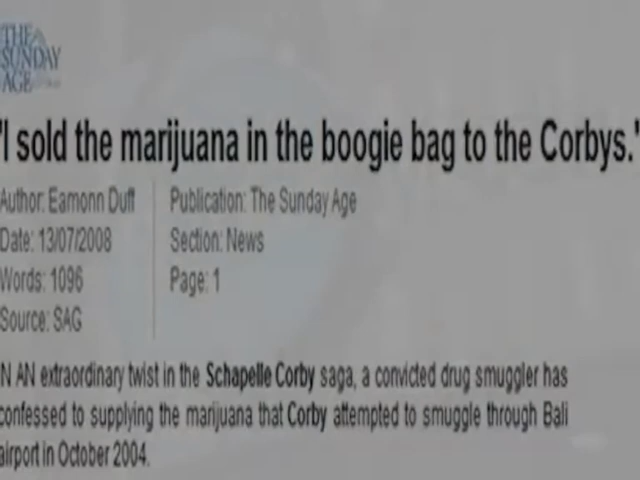 THE
SUNDAY
AGE
"I sold the marijuana in the boogie bag to the Corbys."
Author: Eamonn Duff
Publication: The Sunday Age
Date: 13/07/2008
Section: News
Words: 1096
Page: 1
Source: SAG
IN AN extraordinary twist in the Schapelle Corby saga, a convicted drug smuggler has
confessed to supplying the marijuana that Corby attempted to smuggle through Bali
airport in October 2004.